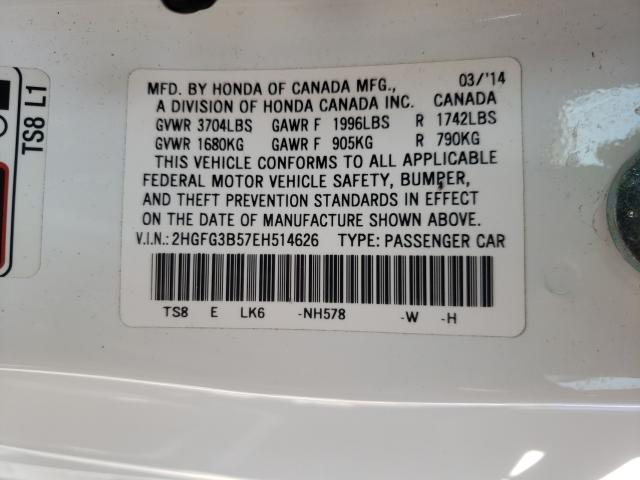 MFD. BY HONDA OF CANADA MFG., 03/'14
A DIVISION OF HONDA CANADA INC. CANADA
GVWR 3704LBS GAWR F 1996LBS R 1742LBS
GVWR 1680KG GAWR F 905KG R 790KG
THIS VEHICLE CONFORMS TO ALL APPLICABLE
FEDERAL MOTOR VEHICLE SAFETY, BUMPER,
AND THEFT PREVENTION STANDARDS IN EFFECT
ON THE DATE OF MANUFACTURE SHOWN ABOVE.
V.I.N.: 2HGFG3B57EH514626 TYPE: PASSENGER CAR
TS8 E LK6 -NH578 -W -H
TS8 L1